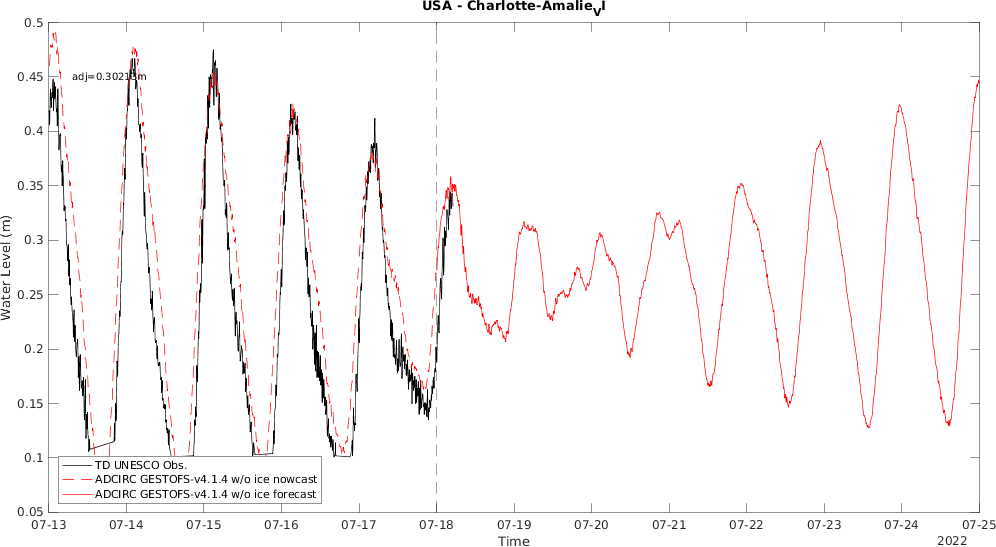 USA - Charlotte-AmalieVI
0.5
0.45
0.4
0.35
0.3
0.25
0.2
0.15
0.1
0.05
Water Level (m)
adj=0.30213m
TD UNESCO Obs.
ADCIRC GESTOFS-v4.1.4 w/o ice nowcast
ADCIRC GESTOFS-v4.1.4 w/o ice forecast
07-13 07-14 07-15 07-16 07-17 07-18 07-19 07-20 07-21 07-22 07-23 07-24 07-25
Time
2022